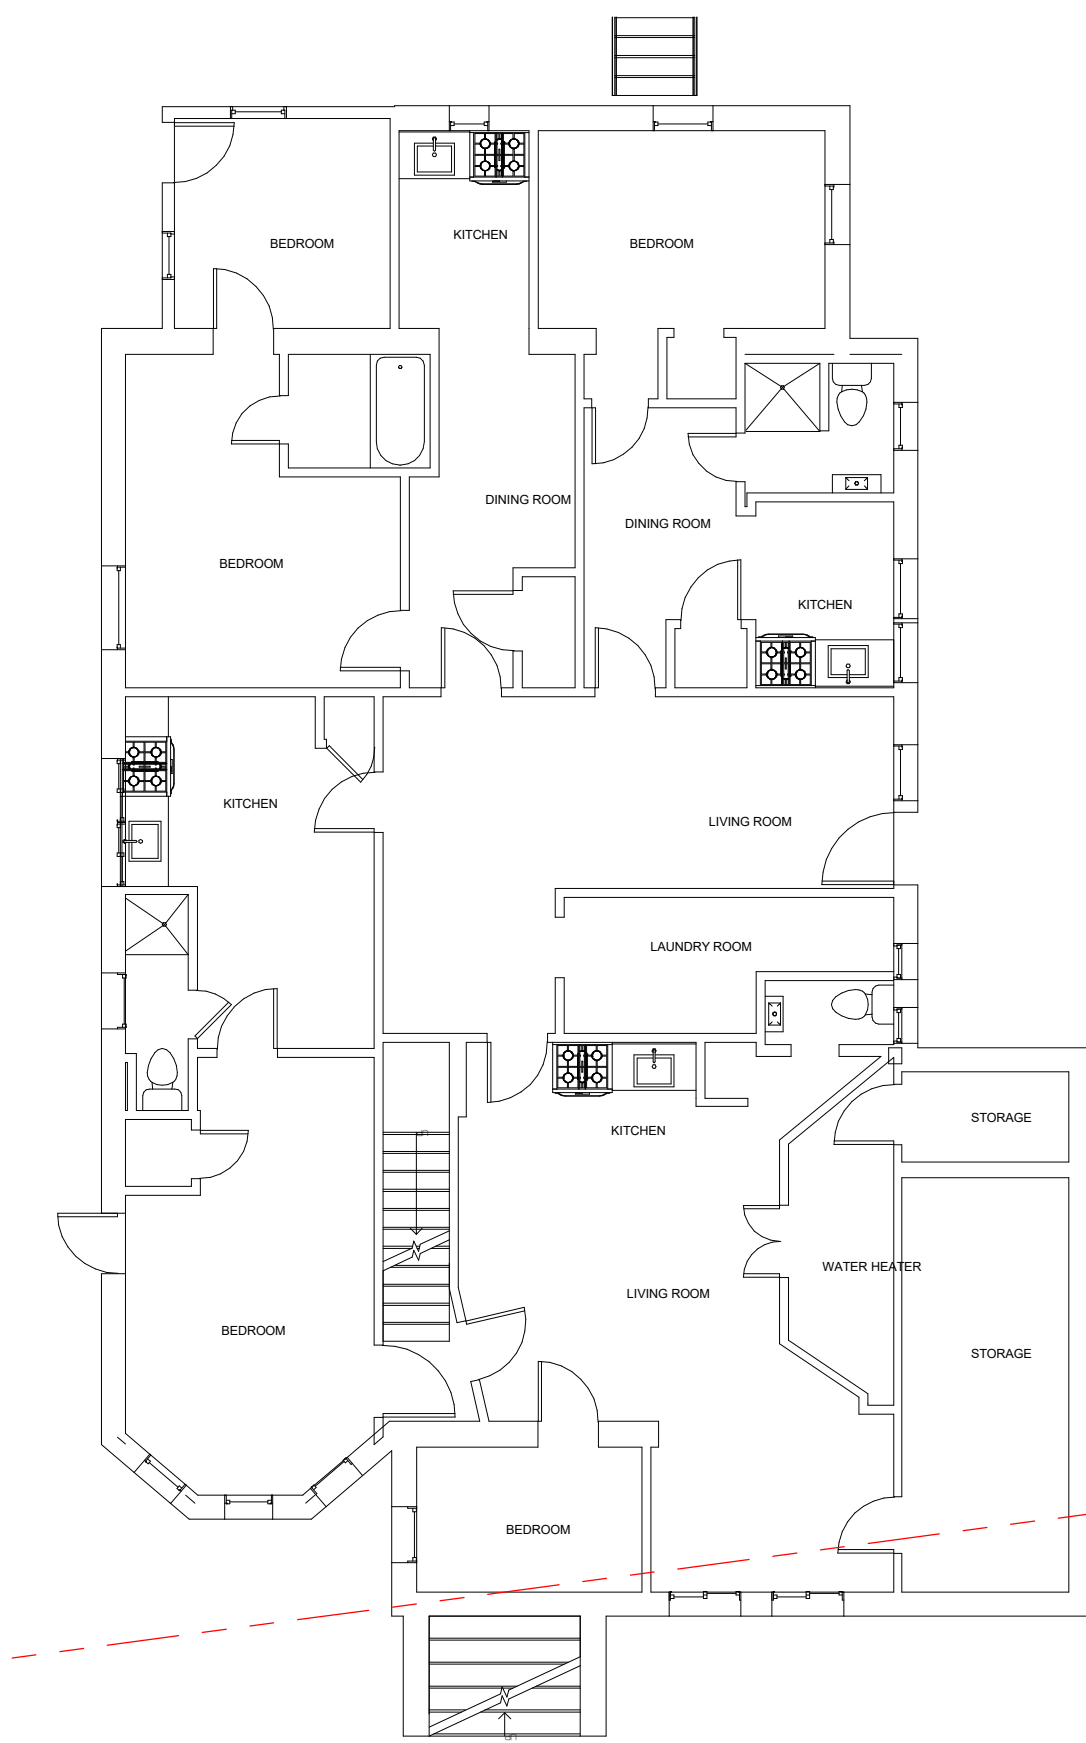 BEDROOM
KITCHEN
BEDROOM
DINING ROOM
DINING ROOM
BEDROOM
KITCHEN
KITCHEN
LIVING ROOM
LAUNDRY ROOM
STORAGE
KITCHEN
WATER HEATER
LIVING ROOM
BEDROOM
STORAGE
BEDROOM